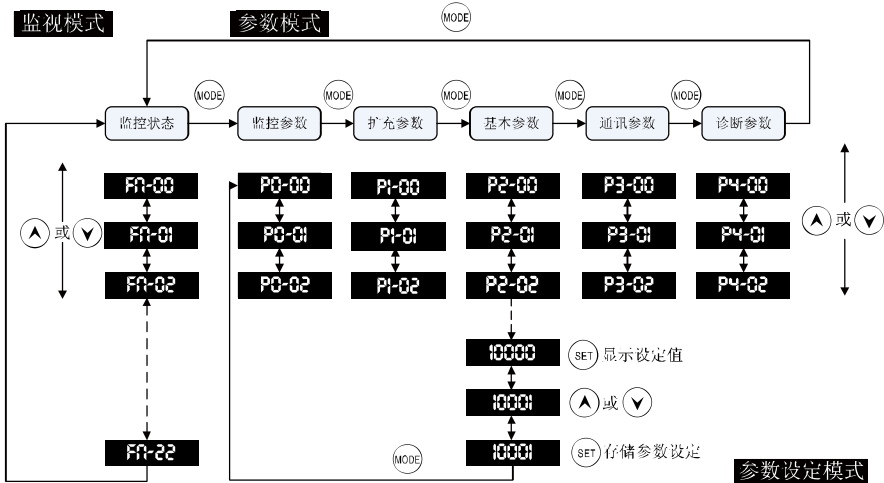 监视模式 参数模式 MODE
MODE MODE MODE MODE MODE
监控状态 监控参数 扩充参数 基本参数 通讯参数 诊断参数
FN-00 P0-00 P1-00 P2-00 P3-00 P4-00
或 FN-01 P0-01 P1-01 P2-01 P3-01 P4-01 或
FN-02 P0-02 P1-02 P2-02 P3-02 P4-02
10000 SET 显示设定值
10001 或
FN-22 MODE 10001 SET 存储参数设定
参数设定模式